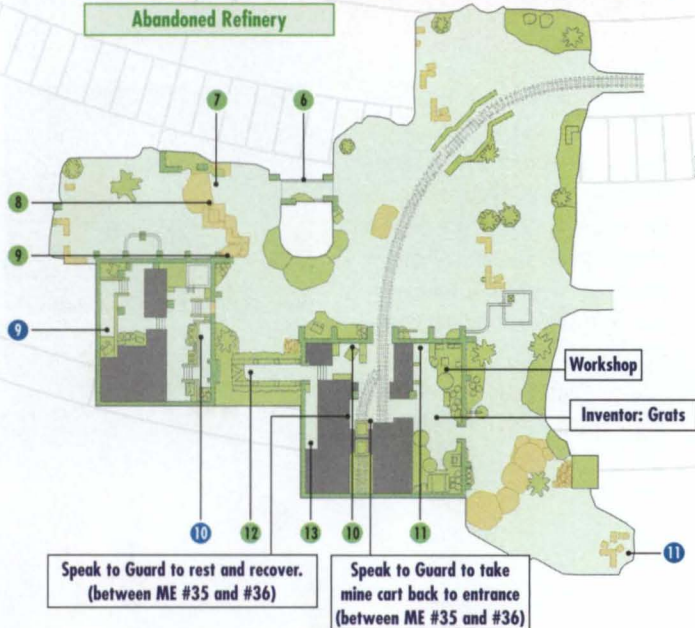 Abandoned Refinery
7
6
8
9
9
Workshop
Inventor: Grats
10
12
13
10
11
11
Speak to Guard to rest and recover.
(between ME #35 and #36)
Speak to Guard to take
mine cart back to entrance
(between ME #35 and #36)